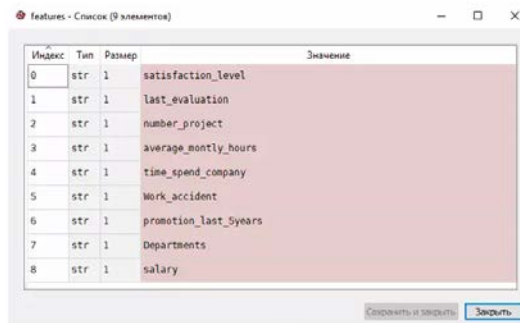 features - Список (9 элементов)
Индекс Тип Размер Значение
0 str 1 satisfaction_level
1 str 1 last_evaluation
2 str 1 number_project
3 str 1 average_montly_hours
4 str 1 time_spend_company
5 str 1 Work_accident
6 str 1 promotion_last_5years
7 str 1 Departments
8 str 1 salary
Сохранить и закрыть Закрыть